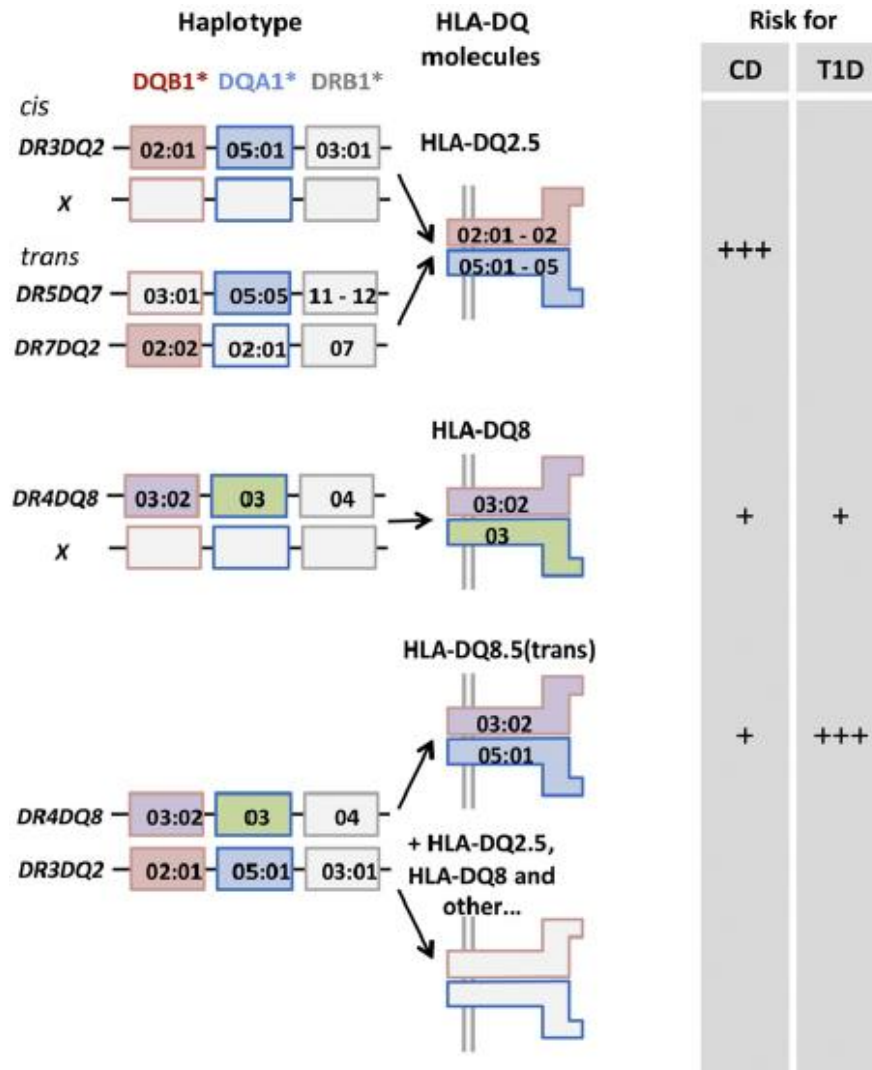 Haplotype HLA-DQ molecules Risk for
DQB1* DQA1* DRB1* CD T1D
cis
DR3DQ2 02:01 05:01 03:01 HLA-DQ2.5
X
02:01 - 02
05:01 - 05
+++
trans
DR5DQ7 03:01 05:05 11 - 12
DR7DQ2 02:02 02:01 07
HLA-DQ8
DR4DQ8 03:02 03 04
X
03:02
03
+ +
HLA-DQ8.5(trans)
03:02
05:01
+ +++
DR4DQ8 03:02 03 04
DR3DQ2 02:01 05:01 03:01
+ HLA-DQ2.5,
HLA-DQ8 and
other...